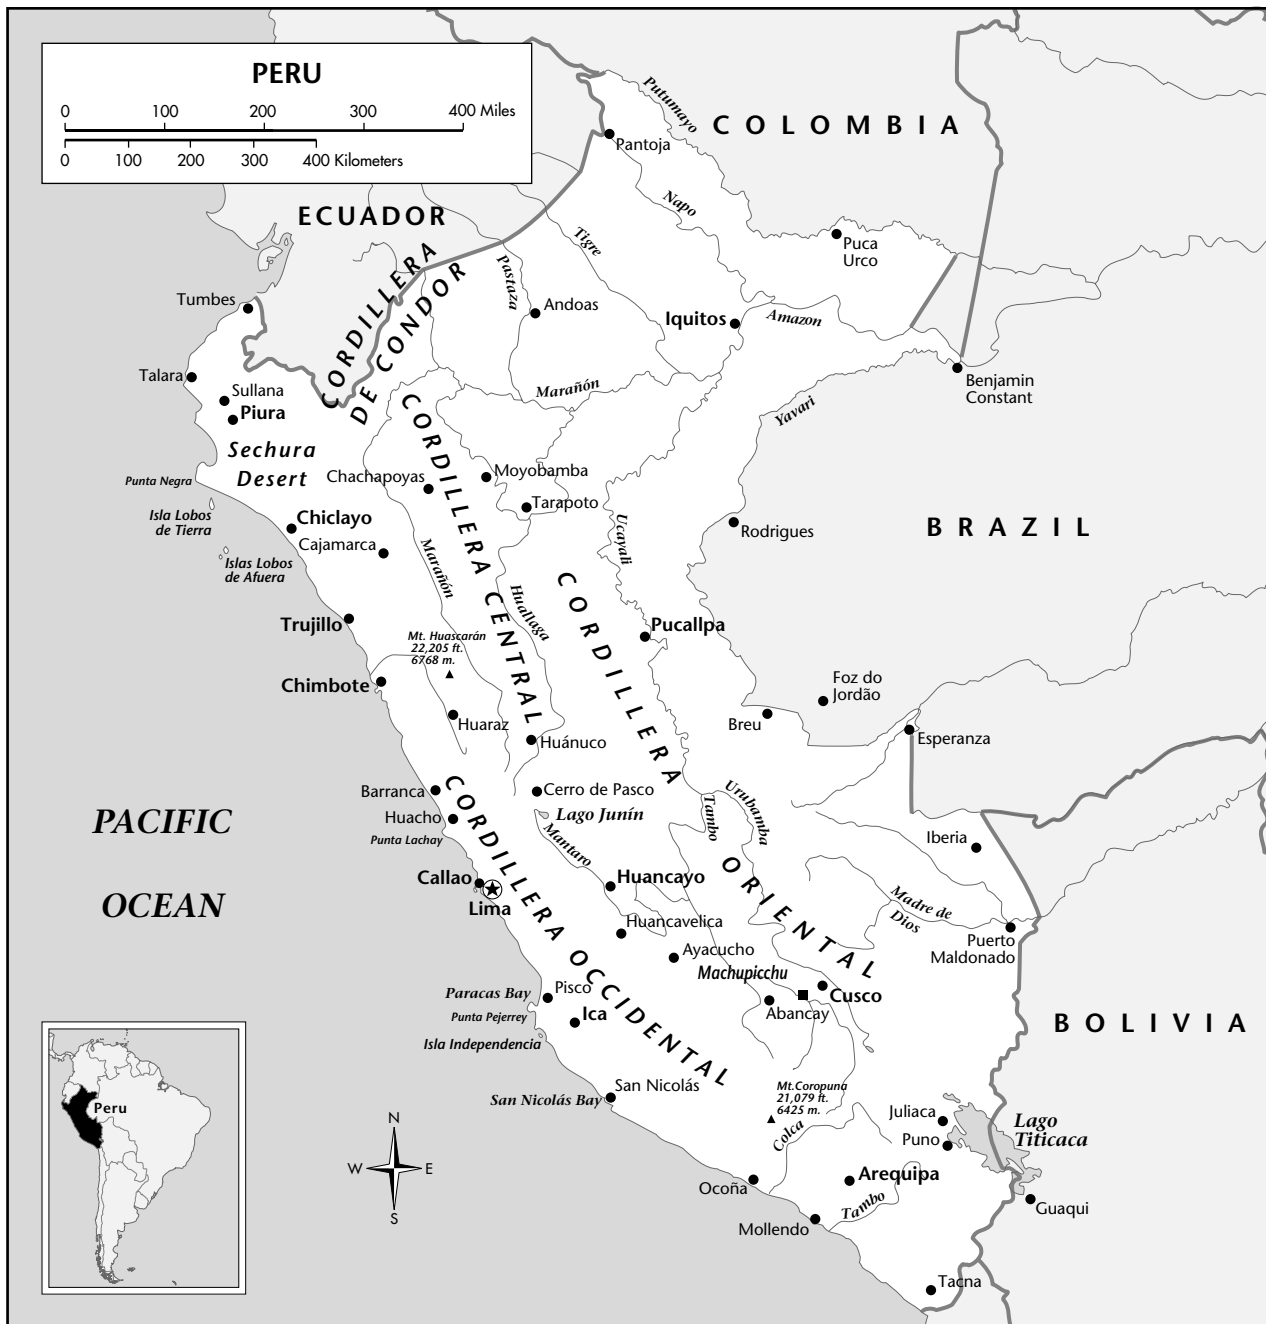 PERU
0 100 200 300 400 Miles
0 100 200 300 400 Kilometers
COLOMBIA
Putumayo
Pantoja
Napo
ECUADOR
Tigre
Puca
Urco
CORDILLERA
DE CONDOR
Pastaza
Tumbes
Andoas
Iquitos
Amazon
Talara
Sullana
Piura
Marañón
Benjamin
Constant
Yavari
Sechura
Desert
Punta Negra
Chachapoyas
Moyobamba
Tarapoto
CORDILLERA CENTRAL
Isla Lobos
de Tierra
Chiclayo
Cajamarca
Islas Lobos
de Afuera
Marañón
Huallaga
Ucayali
Rodrigues
BRAZIL
CORDILLERA
ORIENTAL
Trujillo
Mt. Huascarán
22,205 ft.
6768 m.
Pucallpa
Chimbote
Huaraz
Huánuco
Foz do
Jordão
Breu
Esperanza
Barranca
Cerro de Pasco
Huacho
Lago Junín
Punta Lachay
CORDILLERA OCCIDENTAL
Mantaro
Tambo
Urubamba
Iberia
PACIFIC
OCEAN
Callao
Lima
Huancayo
Huancavelica
Ayacucho
Machupicchu
Madre de
Dios
Puerto
Maldonado
Paracas Bay
Pisco
Punta Pejerrey
Ica
Isla Independencia
Abancay
Cusco
BOLIVIA
San Nicolás
San Nicolás Bay
Mt.Coropuna
21,079 ft.
6425 m.
Colca
Juliaca
Puno
Lago
Titicaca
Peru
N
W E
S
Ocoña
Arequipa
Tambo
Mollendo
Guaqui
Tacna